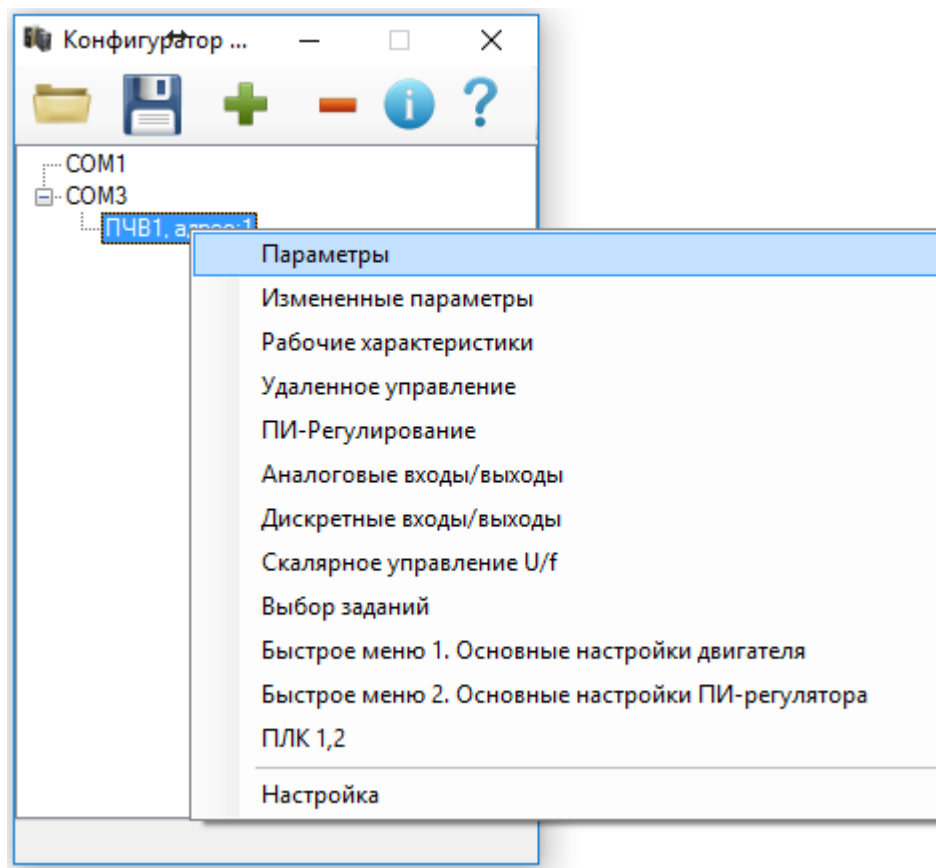 Конфигуратор ...
COM1
COM3
ПЧВ1, адрес:1
Параметры
Измененные параметры
Рабочие характеристики
Удаленное управление
ПИ-Регулирование
Аналоговые входы/выходы
Дискретные входы/выходы
Скалярное управление U/f
Выбор заданий
Быстрое меню 1. Основные настройки двигателя
Быстрое меню 2. Основные настройки ПИ-регулятора
ПЛК 1,2
Настройка